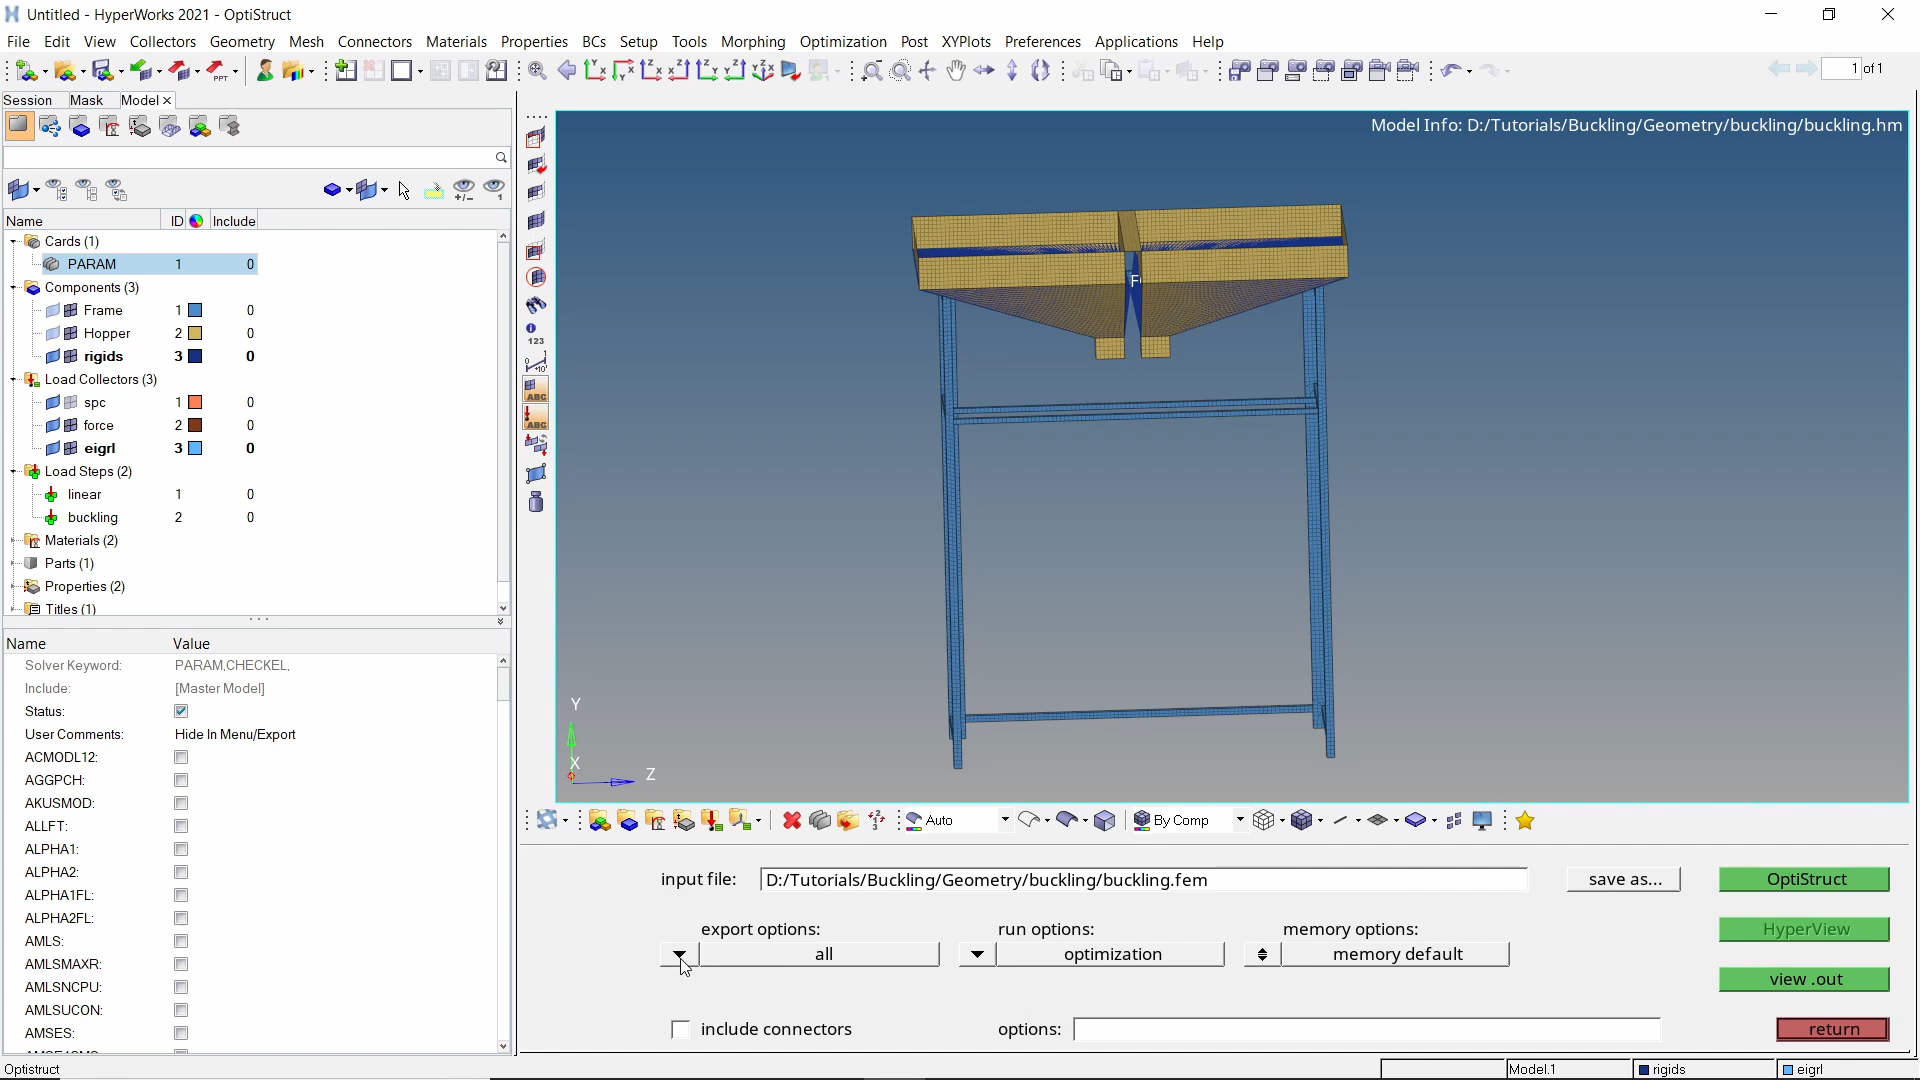 Untitled - HyperWorks 2021 - OptiStruct
File Edit View Collectors Geometry Mesh Connectors Materials Properties BCs Setup Tools Morphing Optimization Post XYPlots Preferences Applications Help
1 of 1
Session Mask Model
Model Info: D:/Tutorials/Buckling/Geometry/buckling/buckling.hm
Name ID Include
Cards (1)
PARAM 1 0
Components (3)
Frame 1 0
Hopper 2 0
rigids 3 0
Load Collectors (3)
spc 1 0
force 2 0
eigrl 3 0
Load Steps (2)
linear 1 0
buckling 2 0
Materials (2)
Parts (1)
Properties (2)
Titles (1)
Name Value
Solver Keyword: PARAM,CHECKEL,
Include: [Master Model]
Status:
User Comments: Hide In Menu/Export
ACMODL12:
AGGPCH:
AKUSMOD:
ALLFT:
ALPHA1:
ALPHA2:
ALPHA1FL:
ALPHA2FL:
AMLS:
AMLSMAXR:
AMLSNCPU:
AMLSUCON:
AMSES:
Y
X
Z
Auto By Comp
input file: D:/Tutorials/Buckling/Geometry/buckling/buckling.fem save as... OptiStruct
export options: run options: memory options: HyperView
all optimization memory default
view .out
include connectors options: return
Optistruct Model.1 rigids eigrl